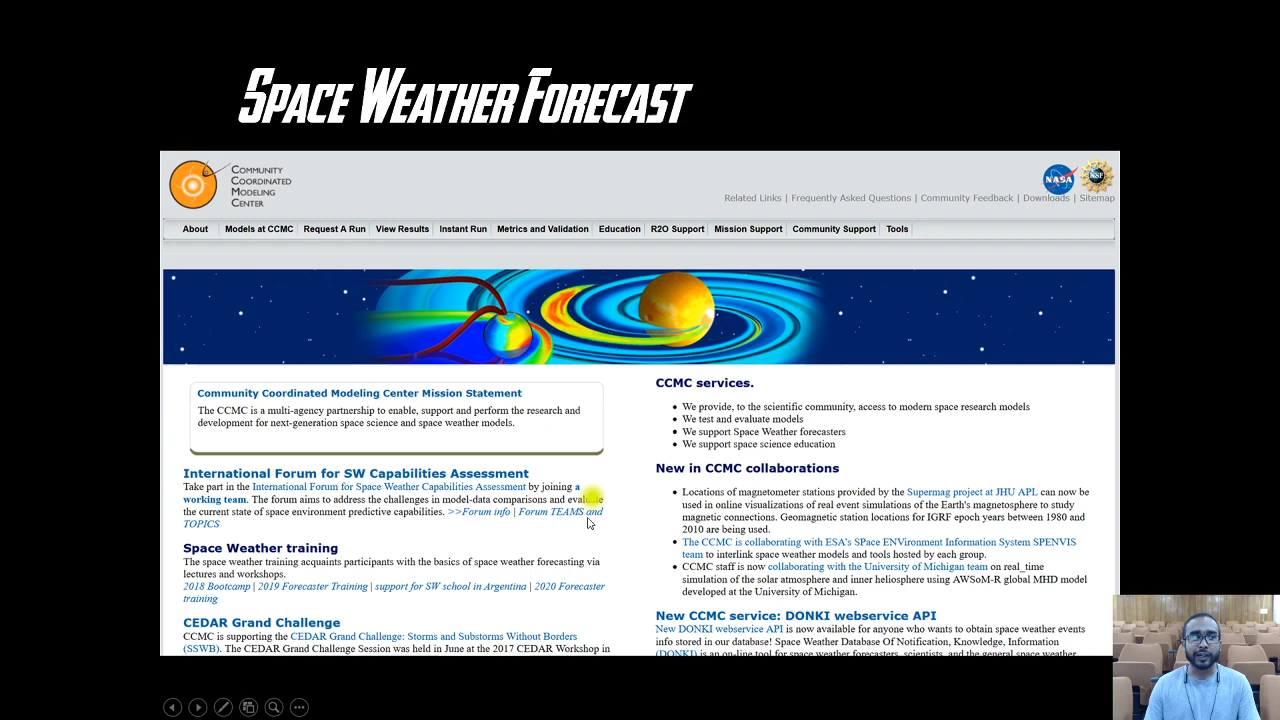 SPACE WEATHER FORECAST
COMMUNITY
COORDINATED
MODELING
CENTER
NASA
NSF
Related Links | Frequently Asked Questions | Community Feedback | Downloads | Sitemap
About
Models at CCMC
Request A Run
View Results
Instant Run
Metrics and Validation
Education
R2O Support
Mission Support
Community Support
Tools
Community Coordinated Modeling Center Mission Statement
The CCMC is a multi-agency partnership to enable, support and perform the research and
development for next-generation space science and space weather models.
International Forum for SW Capabilities Assessment
Take part in the International Forum for Space Weather Capabilities Assessment by joining a
working team. The forum aims to address the challenges in model-data comparisons and evaluate
the current state of space environment predictive capabilities. >>Forum info | Forum TEAMS and
TOPICS
Space Weather training
The space weather training acquaints participants with the basics of space weather forecasting via
lectures and workshops.
2018 Bootcamp | 2019 Forecaster Training | support for SW school in Argentina | 2020 Forecaster
training
CEDAR Grand Challenge
CCMC is supporting the CEDAR Grand Challenge: Storms and Substorms Without Borders
(SSWB). The CEDAR Grand Challenge Session was held in June at the 2017 CEDAR Workshop in
CCMC services.
• We provide, to the scientific community, access to modern space research models
• We test and evaluate models
• We support Space Weather forecasters
• We support space science education
New in CCMC collaborations
• Locations of magnetometer stations provided by the Supermag project at JHU APL can now be
used in online visualizations of real event simulations of the Earth's magnetosphere to study
magnetic connections. Geomagnetic station locations for IGRF epoch years between 1980 and
2010 are being used.
• The CCMC is collaborating with ESA's SPace ENVironment Information System SPENVIS
team to interlink space weather models and tools hosted by each group.
• CCMC staff is now collaborating with the University of Michigan team on real_time
simulation of the solar atmosphere and inner heliosphere using AWSoM-R global MHD model
developed at the University of Michigan.
New CCMC service: DONKI webservice API
New DONKI webservice API is now available for anyone who wants to obtain space weather events
info stored in our database! Space Weather Database Of Notification, Knowledge, Information
(DONKI) is an on-line tool for space weather forecasters, scientists, and the general space weather